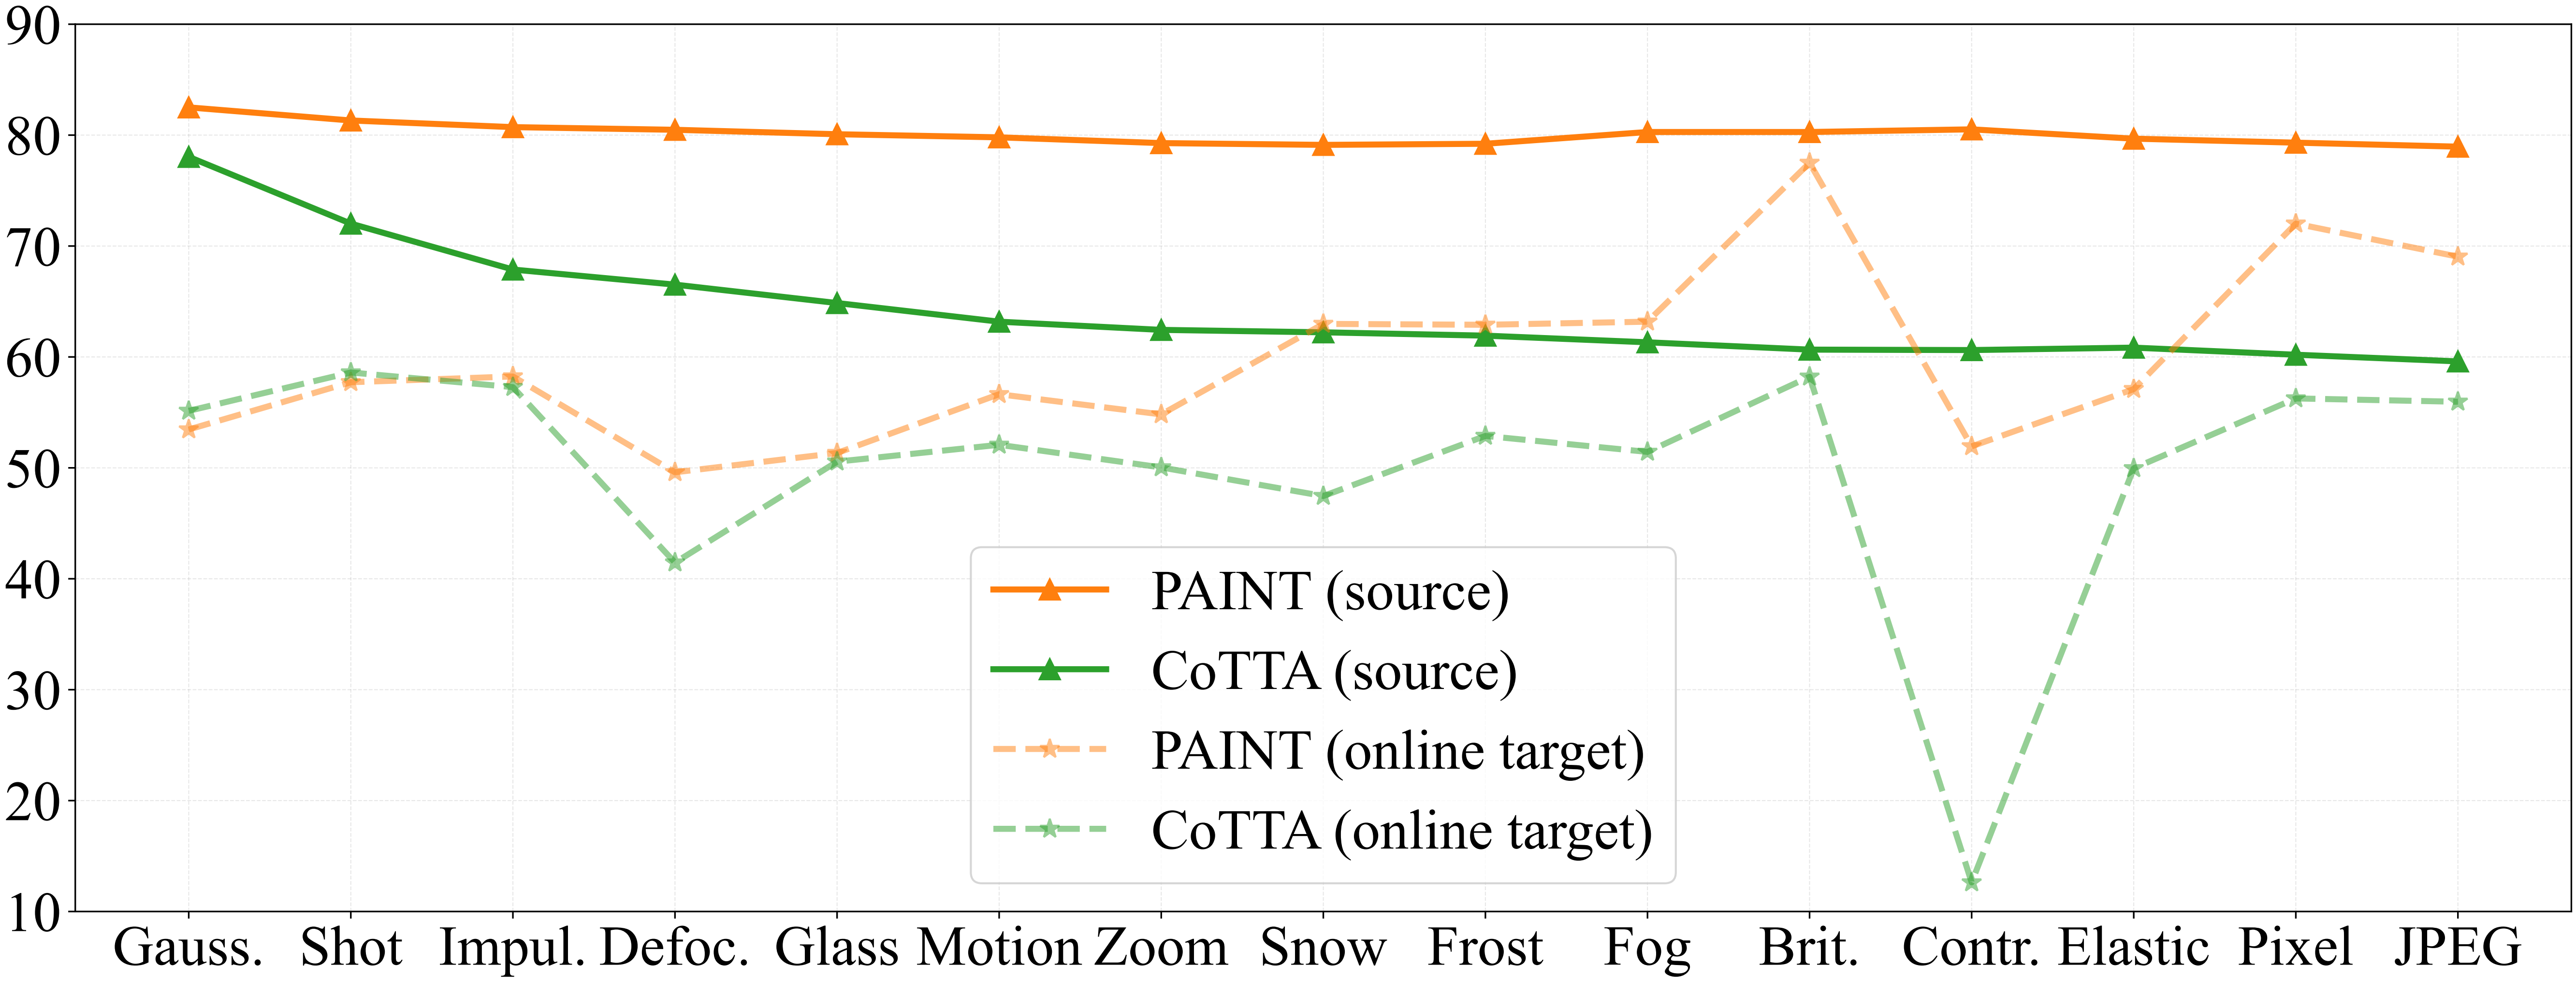 90
80
70
60
50
40
30
20
10
PAINT (source)
CoTTA (source)
PAINT (online target)
CoTTA (online target)
Gauss. Shot Impul. Defoc. Glass Motion Zoom Snow Frost Fog Brit. Contr. Elastic Pixel JPEG